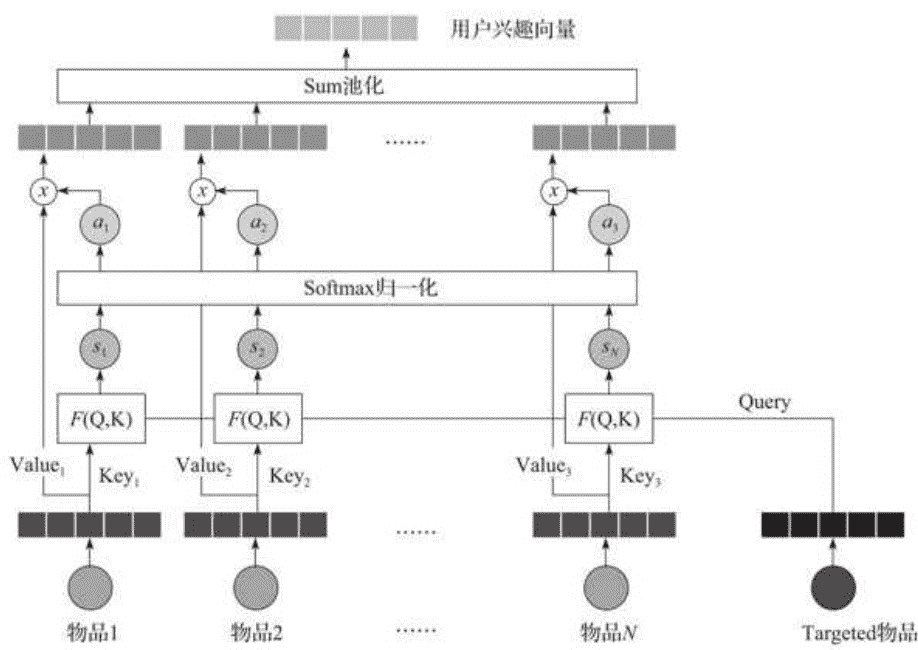 用户兴趣向量
Sum池化
......
x
x
x
a1
a2
a3
Softmax归一化
s1
s2
sN
F(Q,K)
F(Q,K)
F(Q,K)
Query
Value1
Key1
Value2
Key2
Value3
Key3
......
物品1
物品2
......
物品N
Targeted物品